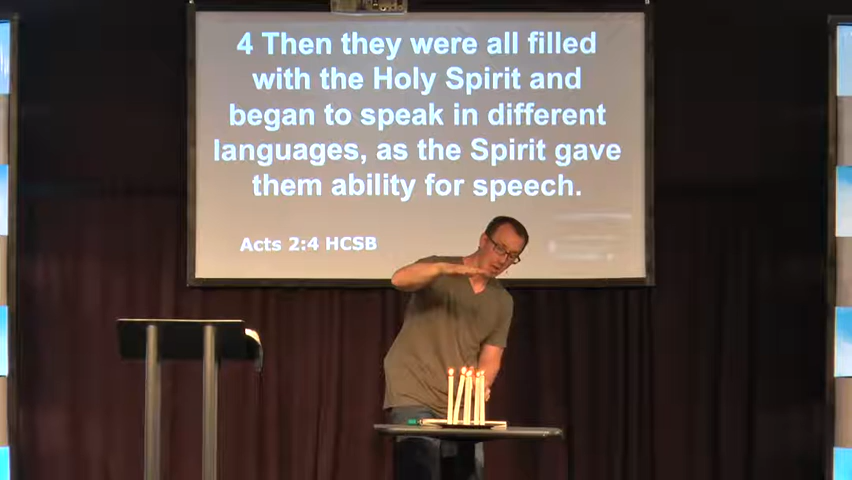 4 Then they were all filled
with the Holy Spirit and
began to speak in different
languages, as the Spirit gave
them ability for speech.
Acts 2:4 HCSB